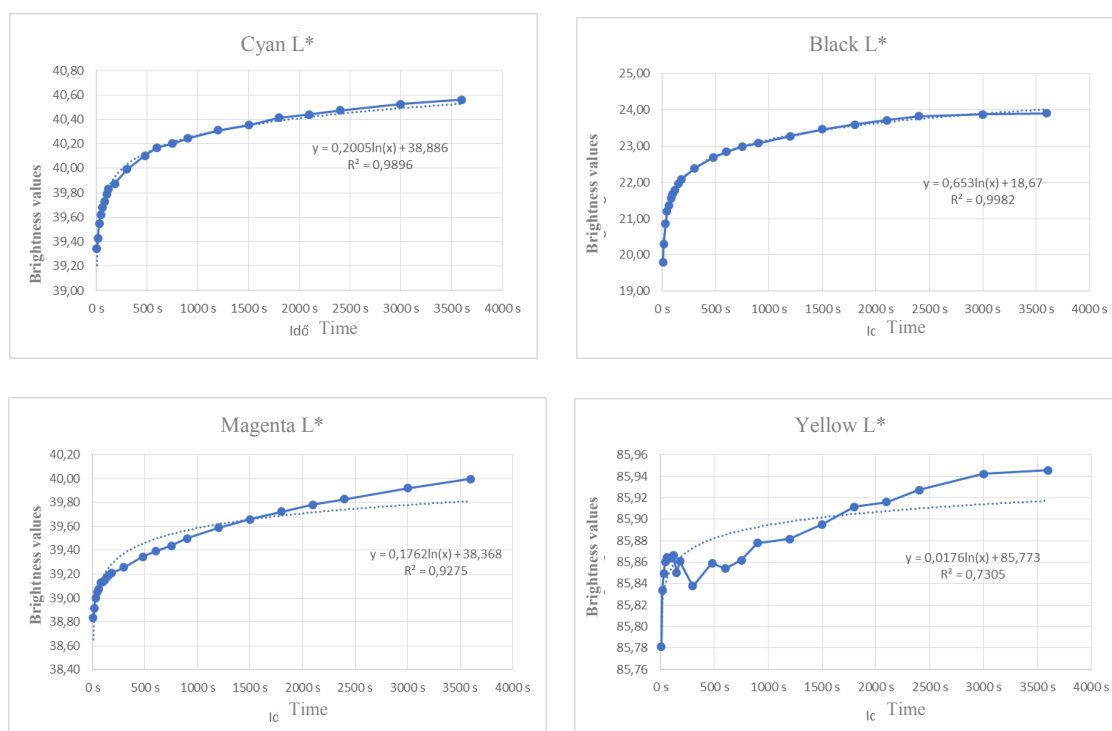 Cyan L*
40,80
40,60
40,40
40,20
40,00
39,80
39,60
39,40
39,20
39,00
Brightness values
y = 0,2005ln(x) + 38,886
R² = 0,9896
0 s 500 s 1000 s 1500 s 2000 s 2500 s 3000 s 3500 s 4000 s
Idő Time
Black L*
25,00
24,00
23,00
22,00
21,00
20,00
19,00
Brightness values
y = 0,653ln(x) + 18,67
R² = 0,9982
0 s 500 s 1000 s 1500 s 2000 s 2500 s 3000 s 3500 s 4000 s
Time
Magenta L*
40,20
40,00
39,80
39,60
39,40
39,20
39,00
38,80
38,60
38,40
Brightness values
y = 0,1762ln(x) + 38,368
R² = 0,9275
0 s 500 s 1000 s 1500 s 2000 s 2500 s 3000 s 3500 s 4000 s
Time
Yellow L*
85,96
85,94
85,92
85,90
85,88
85,86
85,84
85,82
85,80
85,78
85,76
Brightness values
y = 0,0176ln(x) + 85,773
R² = 0,7305
0 s 500 s 1000 s 1500 s 2000 s 2500 s 3000 s 3500 s 4000 s
Time